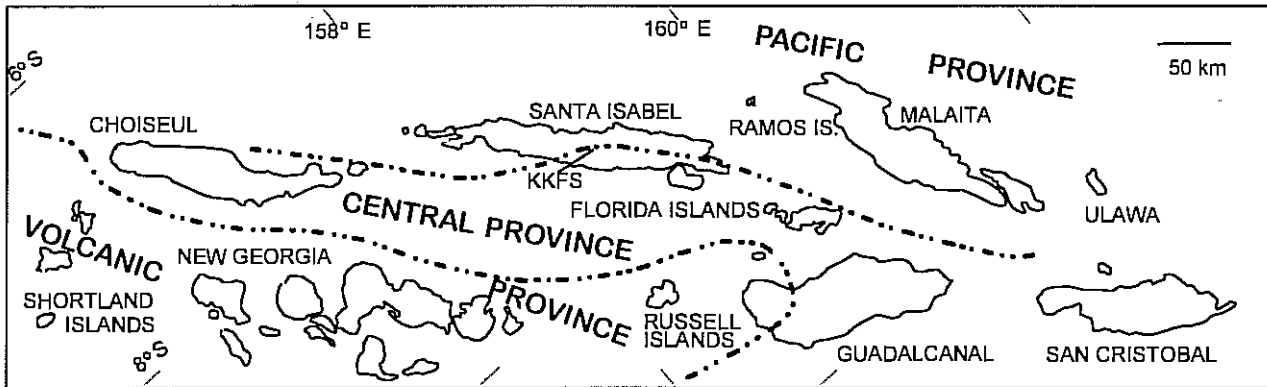 158° E
160° E
6° S
PACIFIC PROVINCE
50 km
CHOISEUL
SANTA ISABEL
RAMOS IS.
MALAITA
KKFS
FLORIDA ISLANDS
ULAWA
CENTRAL PROVINCE
VOLCANIC PROVINCE
NEW GEORGIA
SHORTLAND
ISLANDS
RUSSELL
ISLANDS
GUADALCANAL
SAN CRISTOBAL
8° S